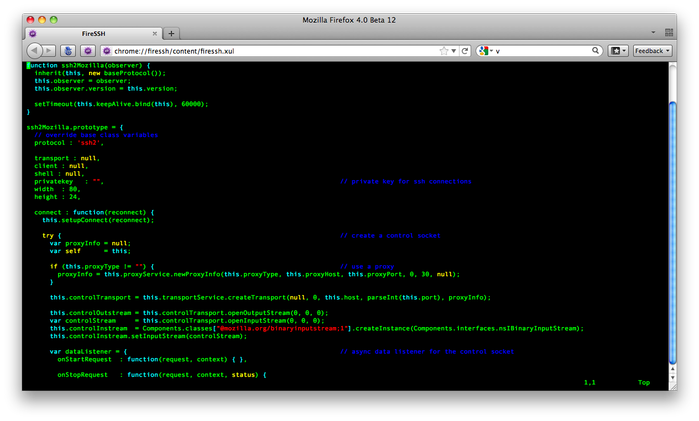 Mozilla Firefox 4.0 Beta 12
FireSSH
chrome://firessh/content/firessh.xul
v
Feedback
function ssh2Mozilla(observer) {
inherit(this, new baseProtocol());
this.observer = observer;
this.observer.version = this.version;
setTimeout(this.keepAlive.bind(this), 60000);
}
ssh2Mozilla.prototype = {
// override base class variables
protocol : 'ssh2',
transport : null,
client : null,
shell : null,
privatekey : "", // private key for ssh connections
width : 80,
height : 24,
connect : function(reconnect) {
this.setupConnect(reconnect);
try { // create a control socket
var proxyInfo = null;
var self = this;
if (this.proxyType != "") { // use a proxy
proxyInfo = this.proxyService.newProxyInfo(this.proxyType, this.proxyHost, this.proxyPort, 0, 30, null);
}
this.controlTransport = this.transportService.createTransport(null, 0, this.host, parseInt(this.port), proxyInfo);
this.controlOutstream = this.controlTransport.openOutputStream(0, 0, 0);
var controlStream = this.controlTransport.openInputStream(0, 0, 0);
this.controlInstream = Components.classes["@mozilla.org/binaryinputstream;1"].createInstance(Components.interfaces.nsIBinaryInputStream);
this.controlInstream.setInputStream(controlStream);
var dataListener = { // async data listener for the control socket
onStartRequest : function(request, context) { },
onStopRequest : function(request, context, status) {
1,1 Top